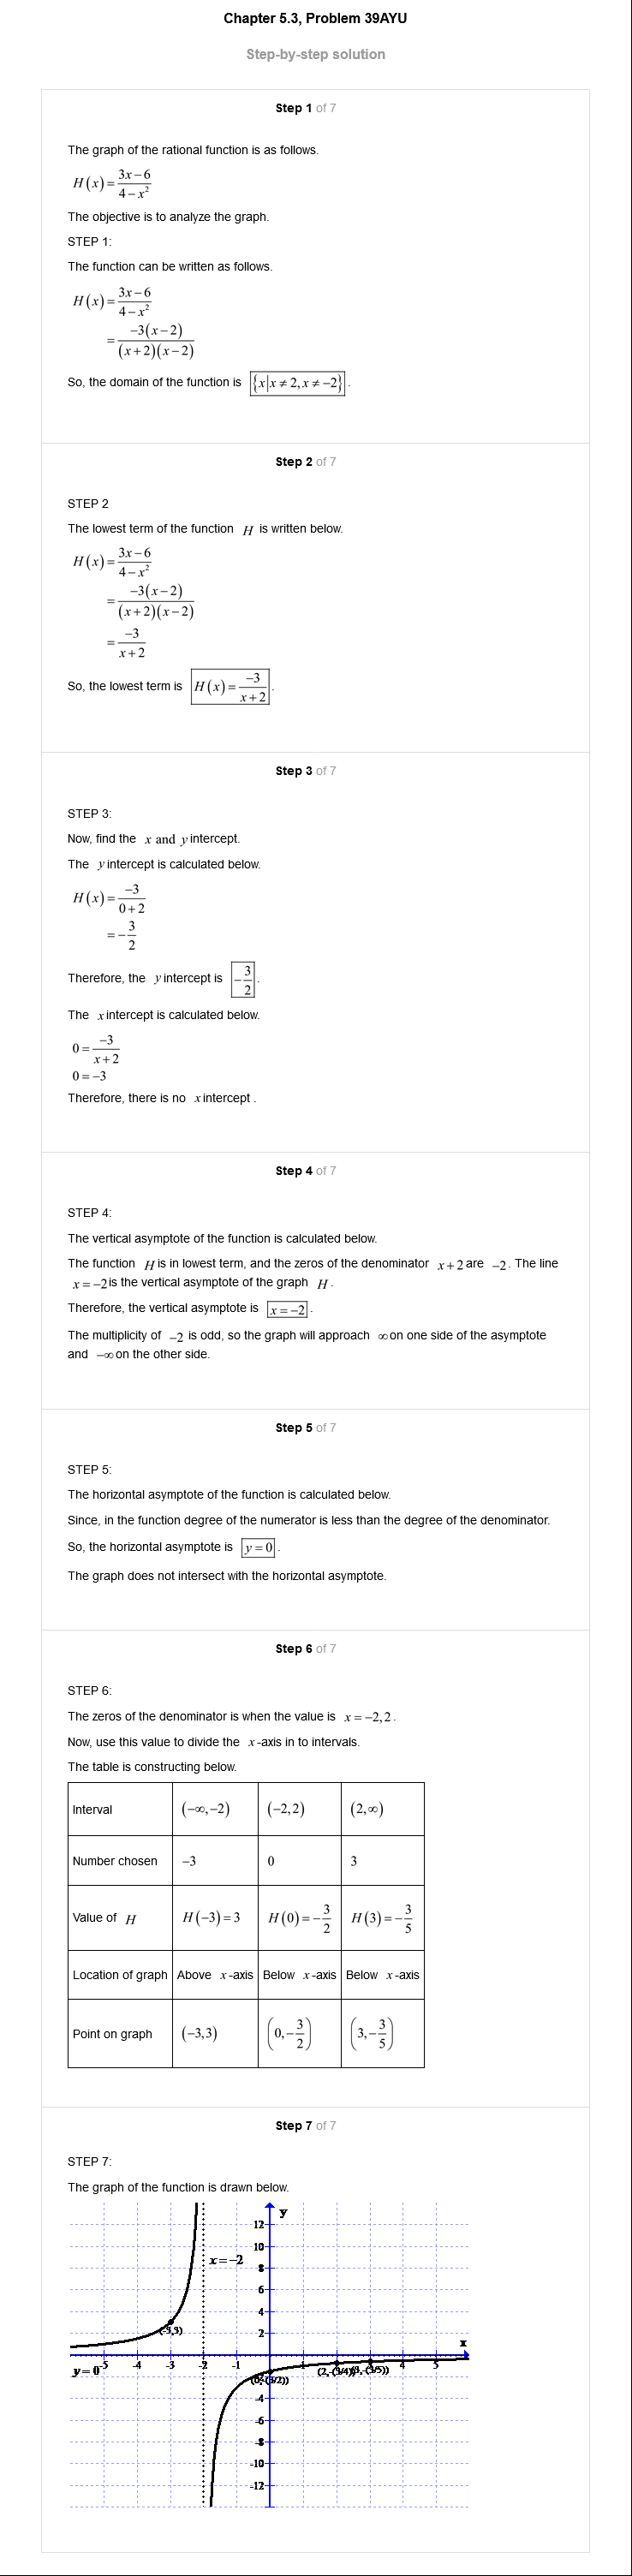 Chapter 5.3, Problem 39AYU
Step-by-step solution
Step 1 of 7
The graph of the rational function is as follows.
H(x)=\frac{3x-6}{4-x^2}
The objective is to analyze the graph.
STEP 1:
The function can be written as follows.
H(x)=\frac{3x-6}{4-x^2}
=\frac{-3(x-2)}{(x+2)(x-2)}
So, the domain of the function is {x|x≠2,x≠-2}.
Step 2 of 7
STEP 2
The lowest term of the function H is written below.
H(x)=\frac{3x-6}{4-x^2}
=\frac{-3(x-2)}{(x+2)(x-2)}
=\frac{-3}{x+2}
So, the lowest term is H(x)=\frac{-3}{x+2}.
Step 3 of 7
STEP 3:
Now, find the x and y intercept.
The y intercept is calculated below.
H(x)=\frac{-3}{0+2}
=-\frac{3}{2}
Therefore, the y intercept is -\frac{3}{2}.
The x intercept is calculated below.
0=\frac{-3}{x+2}
0=-3
Therefore, there is no x intercept .
Step 4 of 7
STEP 4:
The vertical asymptote of the function is calculated below.
The function H is in lowest term, and the zeros of the denominator x+2 are -2. The line
x=-2 is the vertical asymptote of the graph H.
Therefore, the vertical asymptote is x=-2.
The multiplicity of -2 is odd, so the graph will approach ∞ on one side of the asymptote
and -∞ on the other side.
Step 5 of 7
STEP 5:
The horizontal asymptote of the function is calculated below.
Since, in the function degree of the numerator is less than the degree of the denominator.
So, the horizontal asymptote is y=0.
The graph does not intersect with the horizontal asymptote.
Step 6 of 7
STEP 6:
The zeros of the denominator is when the value is x=-2,2.
Now, use this value to divide the x-axis in to intervals.
The table is constructing below.
Interval (-∞,-2) (-2,2) (2,∞)
Number chosen -3 0 3
Value of H H(-3)=3 H(0)=-\frac{3}{2} H(3)=-\frac{3}{5}
Location of graph Above x-axis Below x-axis Below x-axis
Point on graph (-3,3) (0,-\frac{3}{2}) (3,-\frac{3}{5})
Step 7 of 7
STEP 7:
The graph of the function is drawn below.
y
12
10
x=-2
8
6
4
(-3,3)
2
x
-5 -4 -3 -2 -1 4 5
y=0
(0,-(3/2)) (2,-(3/4)) (3,-(3/5))
-4
-6
-8
-10
-12